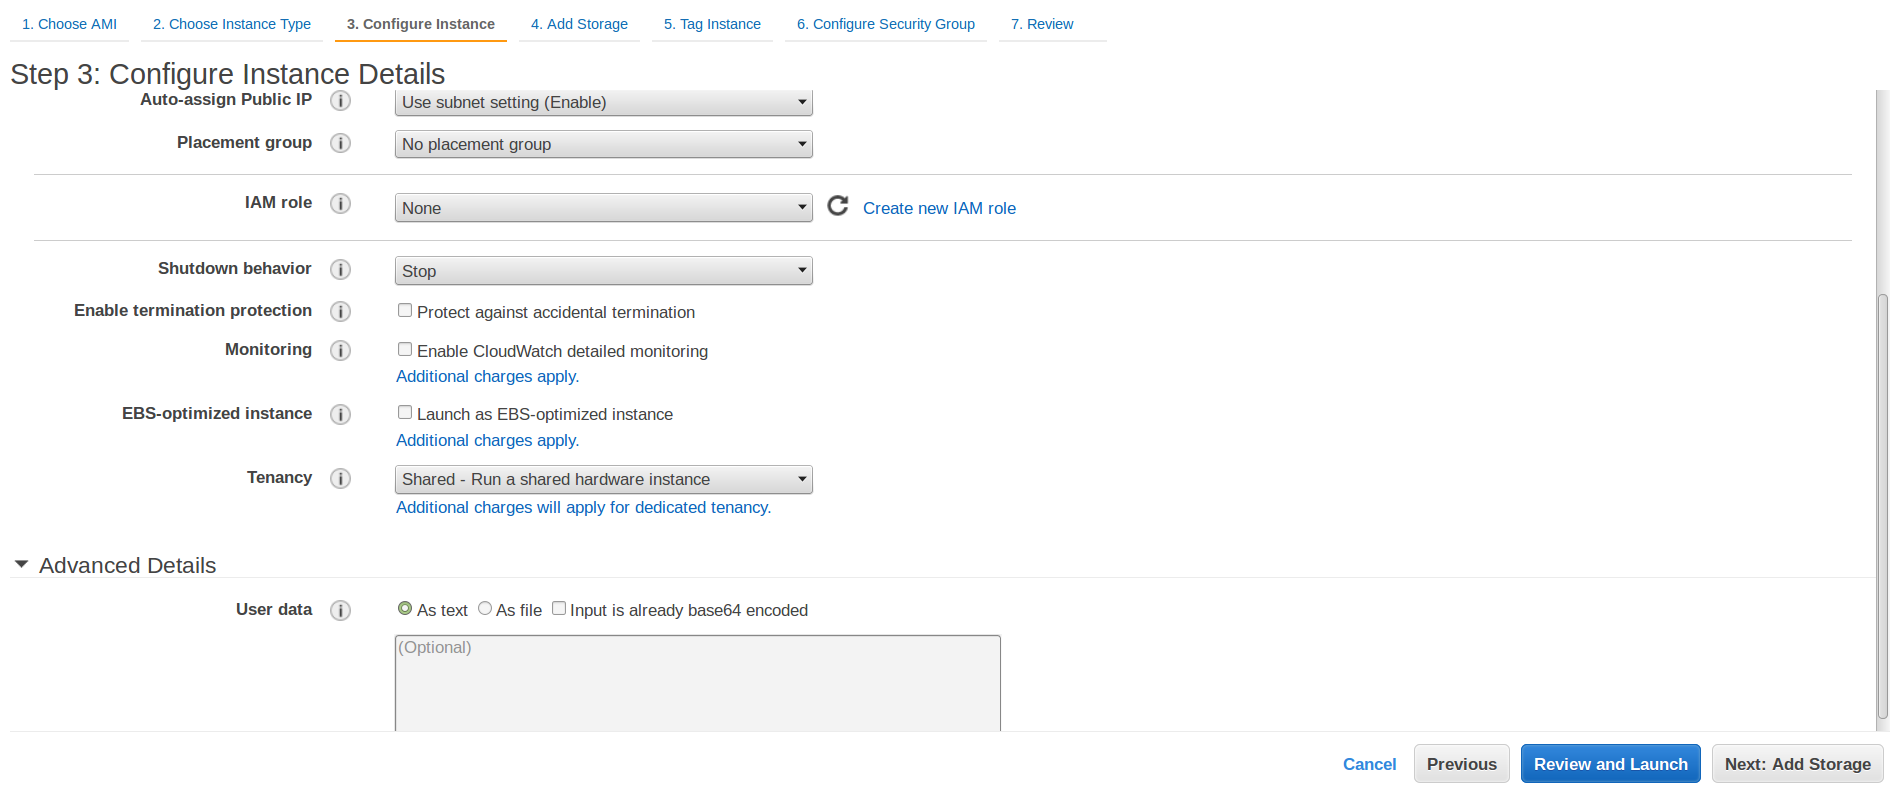 1. Choose AMI 2. Choose Instance Type 3. Configure Instance 4. Add Storage 5. Tag Instance 6. Configure Security Group 7. Review
Step 3: Configure Instance Details
Auto-assign Public IP Use subnet setting (Enable)
Placement group No placement group
IAM role None Create new IAM role
Shutdown behavior Stop
Enable termination protection Protect against accidental termination
Monitoring Enable CloudWatch detailed monitoring
Additional charges apply.
EBS-optimized instance Launch as EBS-optimized instance
Additional charges apply.
Tenancy Shared - Run a shared hardware instance
Additional charges will apply for dedicated tenancy.
Advanced Details
User data As text As file Input is already base64 encoded
(Optional)
Cancel Previous Review and Launch Next: Add Storage